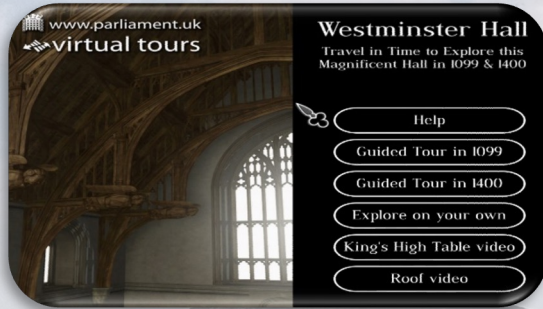 www.parliament.uk
virtual tours
Westminster Hall
Travel in Time to Explore this
Magnificent Hall in 1099 & 1400
Help
Guided Tour in 1099
Guided Tour in 1400
Explore on your own
King's High Table video
Roof video